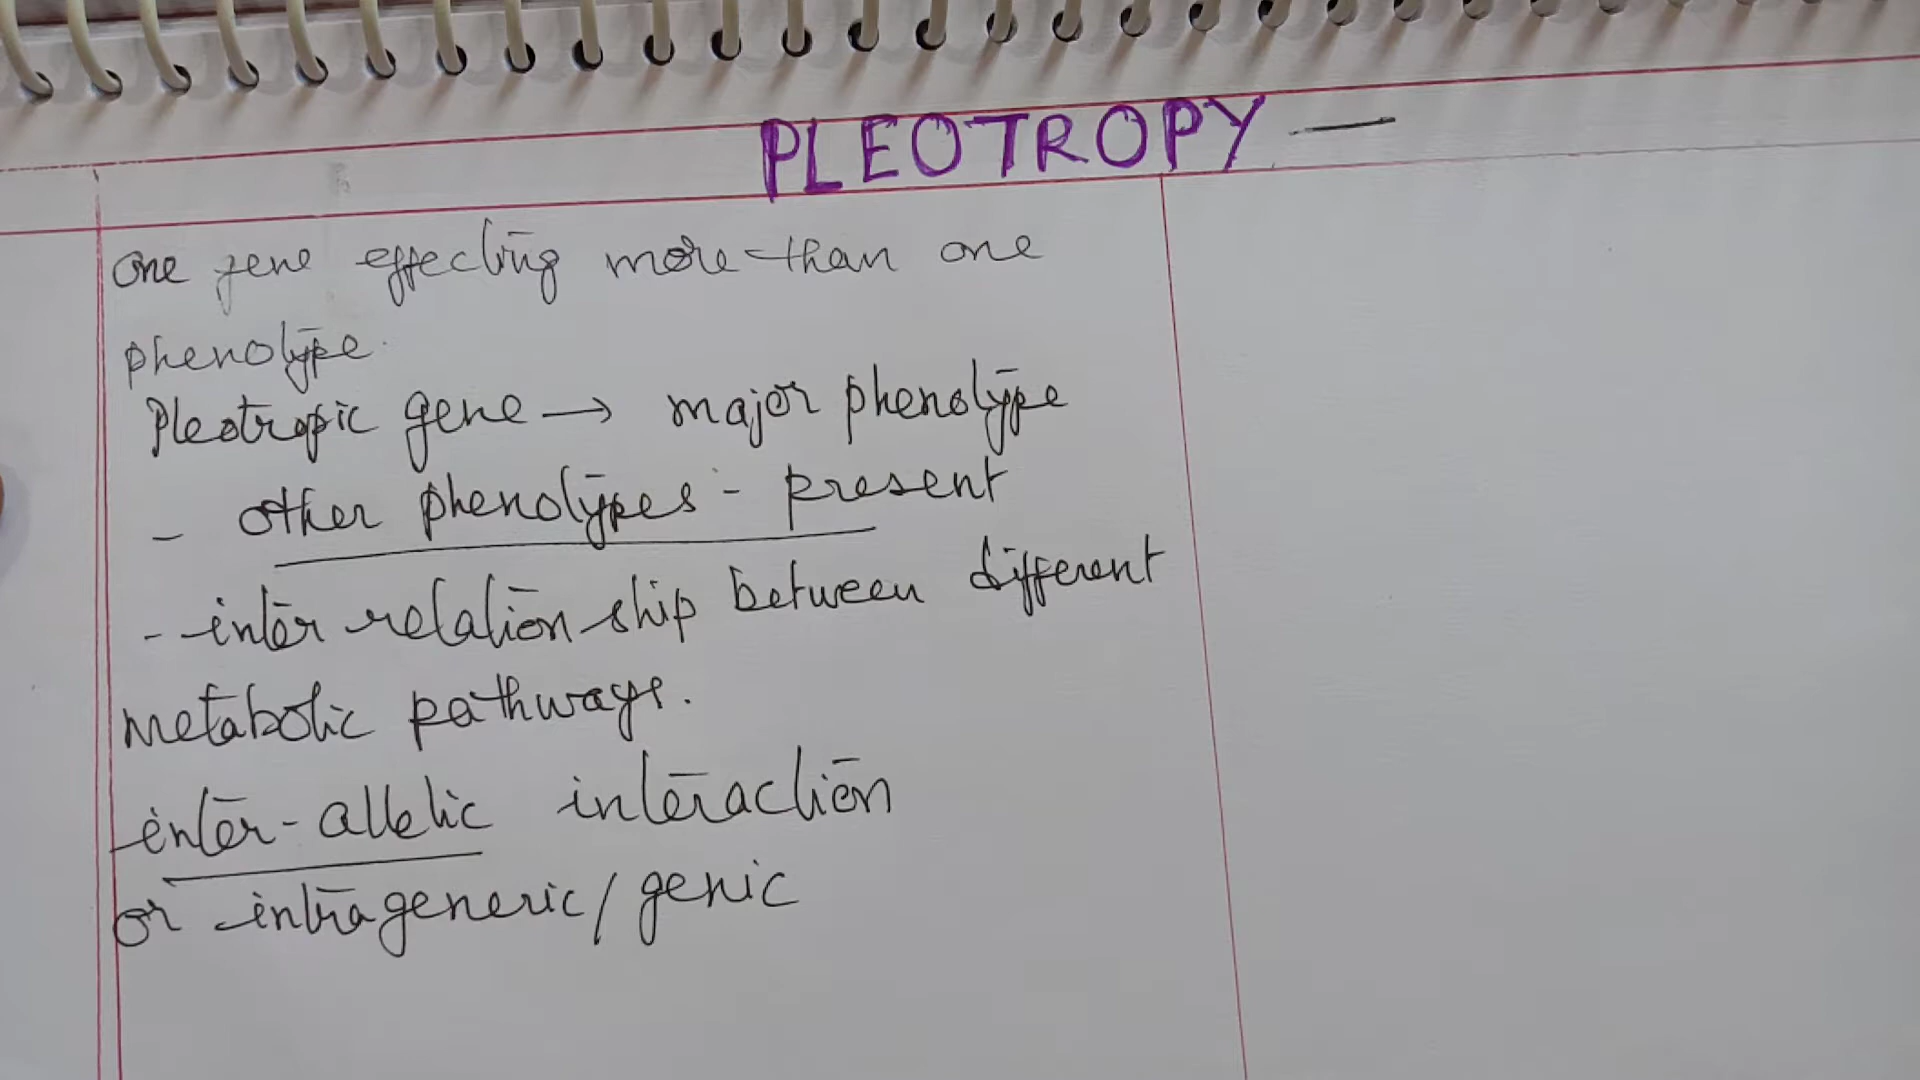 PLEOTROPY —
one gene effecting more than one
phenotype.
Pleotropic gene → major phenotype
- other phenotypes - present
- inter relation ship between different
metabolic pathways.
inter-allelic interaction
or intrageneric/genic